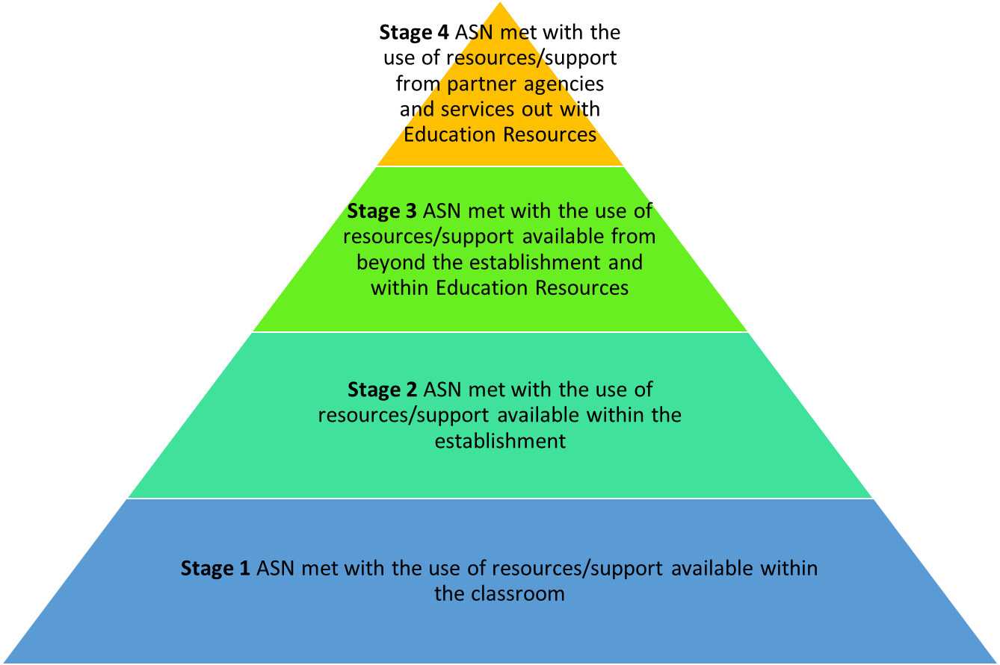 Stage 4 ASN met with the
use of resources/support
from partner agencies
and services out with
Education Resources
Stage 3 ASN met with the use of
resources/support available from
beyond the establishment and
within Education Resources
Stage 2 ASN met with the use of
resources/support available within the
establishment
Stage 1 ASN met with the use of resources/support available within
the classroom